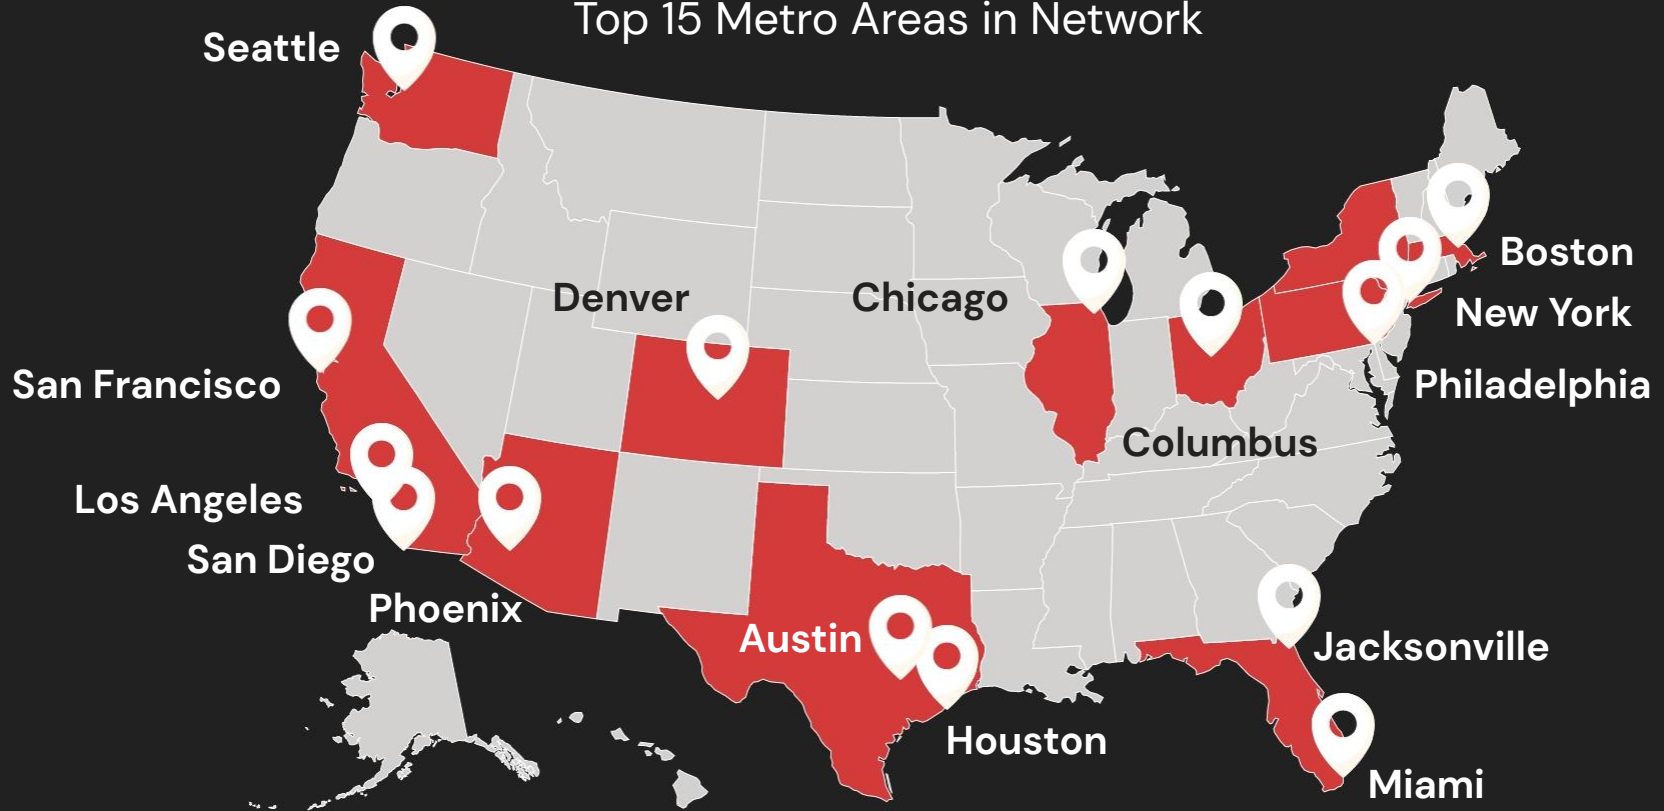 Top 15 Metro Areas in Network
Seattle
Boston
Denver
Chicago
New York
San Francisco
Philadelphia
Columbus
Los Angeles
San Diego
Phoenix
Austin
Jacksonville
Houston
Miami